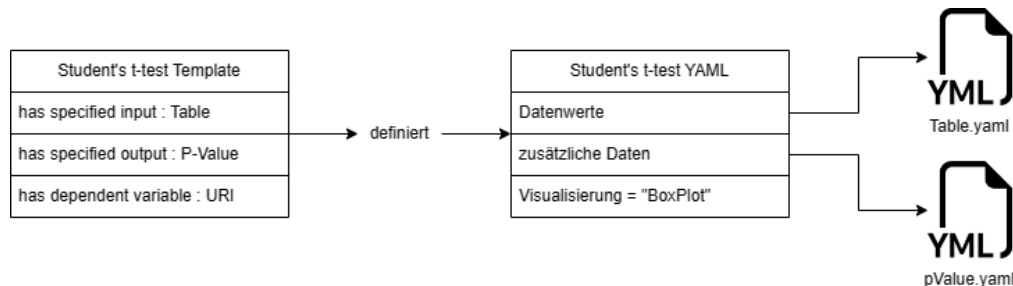 Student's t-test Template
has specified input : Table
has specified output : P-Value
has dependent variable : URI
definiert
Student's t-test YAML
Datenwerte
zusätzliche Daten
Visualisierung = "BoxPlot"
YML
Table.yaml
YML
pValue.yaml